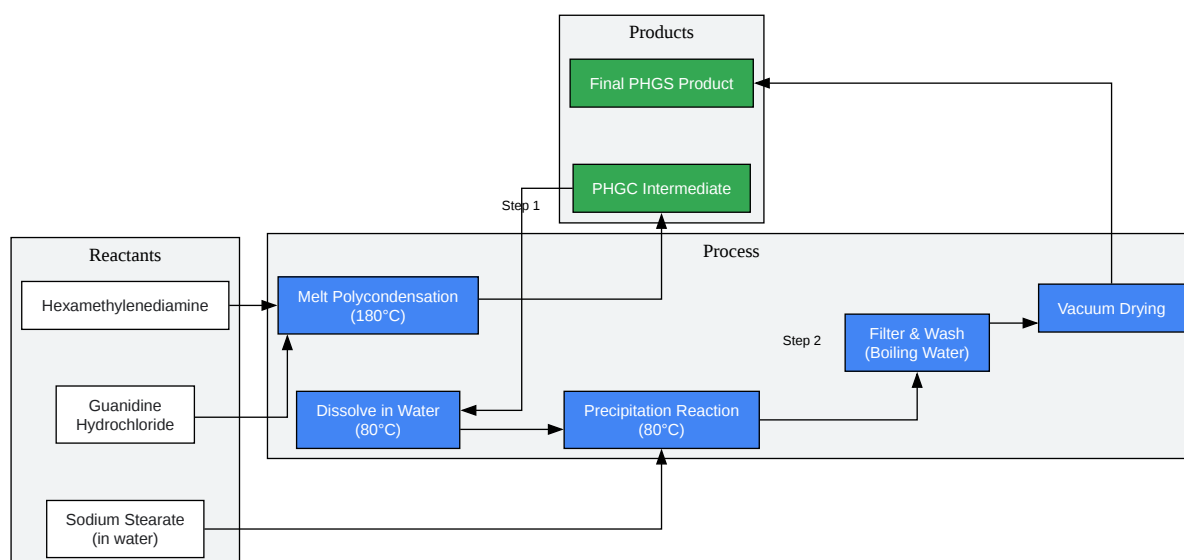 Products
Final PHGS Product
PHGC Intermediate
Step 1
Reactants
Hexamethylenediamine
Guanidine
Hydrochloride
Sodium Stearate
(in water)
Process
Melt Polycondensation
(180°C)
Dissolve in Water
(80°C)
Precipitation Reaction
(80°C)
Step 2
Filter & Wash
(Boiling Water)
Vacuum Drying